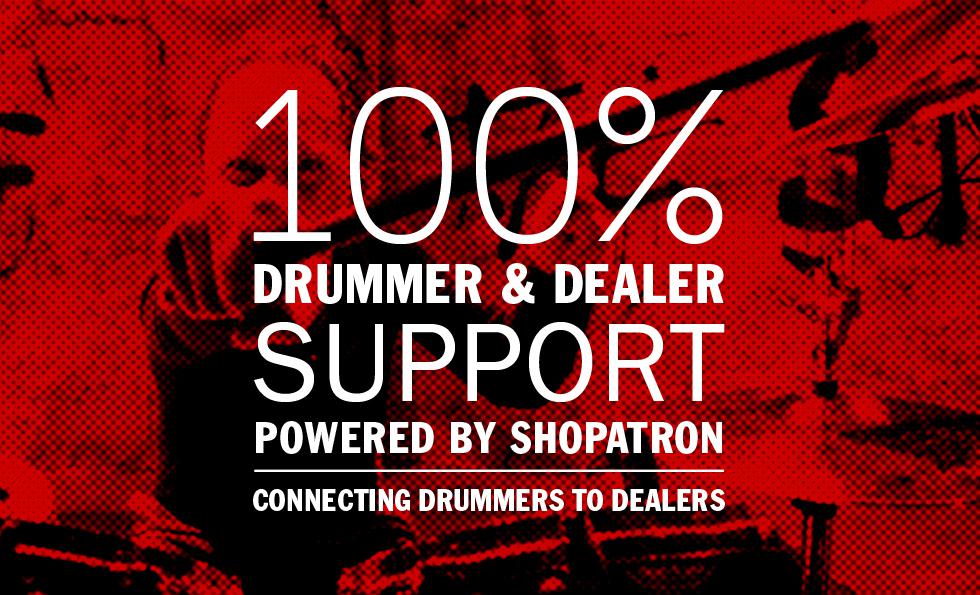 100%
DRUMMER & DEALER
SUPPORT
POWERED BY SHOPATRON
CONNECTING DRUMMERS TO DEALERS